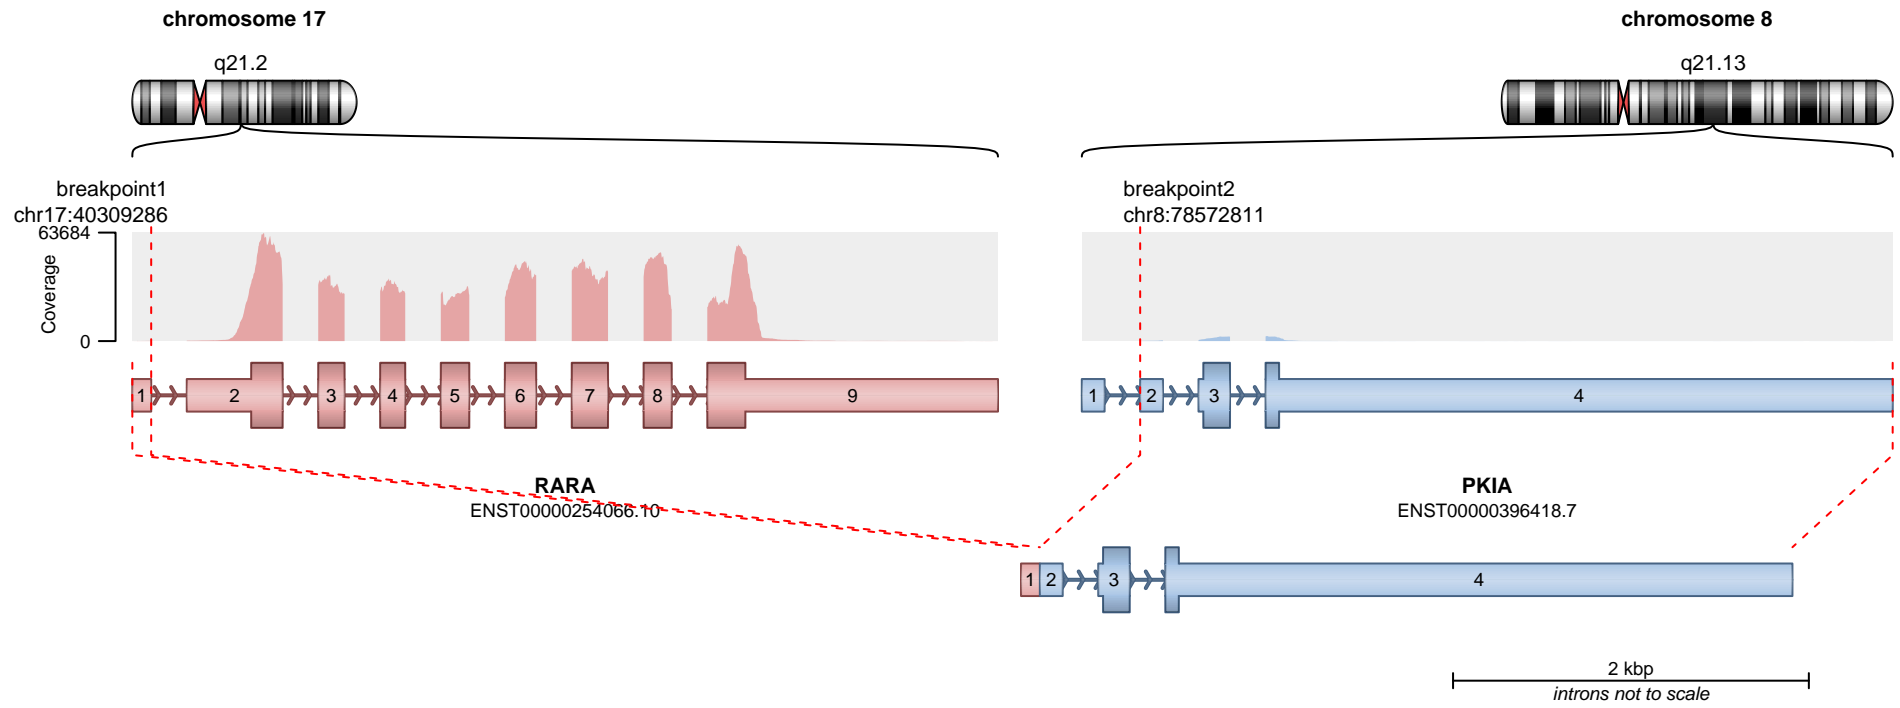 chromosome 17
chromosome 8
q21.2
q21.13
breakpoint1
chr17:40309286
breakpoint2
chr8:78572811
63684
Coverage
0
1 2 3 4 5 6 7 8 9
1 2 3 4
RARA
ENST00000254066.10
PKIA
ENST00000396418.7
1 2 3 4
2 kbp
introns not to scale